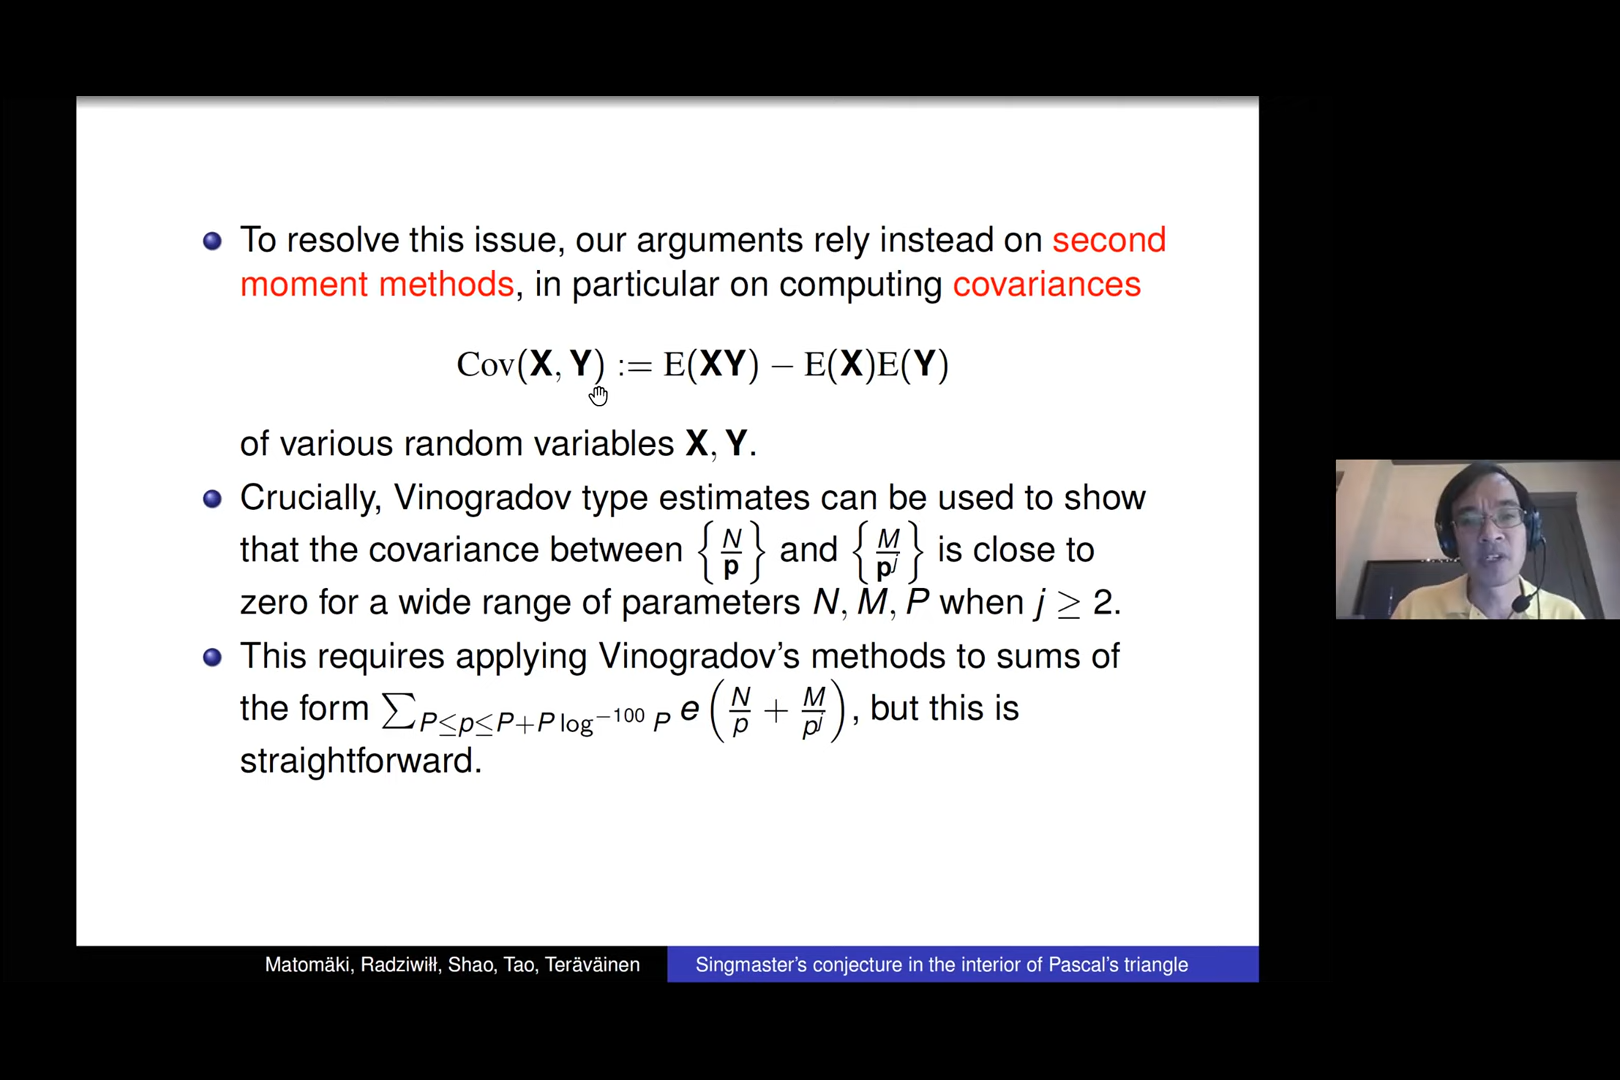 To resolve this issue, our arguments rely instead on second
moment methods, in particular on computing covariances
Cov(X, Y) := E(XY) − E(X)E(Y)
of various random variables X, Y.
Crucially, Vinogradov type estimates can be used to show
that the covariance between {N/p} and {M/p^j} is close to
zero for a wide range of parameters N, M, P when j ≥ 2.
This requires applying Vinogradov's methods to sums of
the form ∑_{P≤p≤P+P log^{−100} P} e(N/p + M/p^j), but this is
straightforward.
Matomäki, Radziwiłł, Shao, Tao, Teräväinen
Singmaster's conjecture in the interior of Pascal's triangle